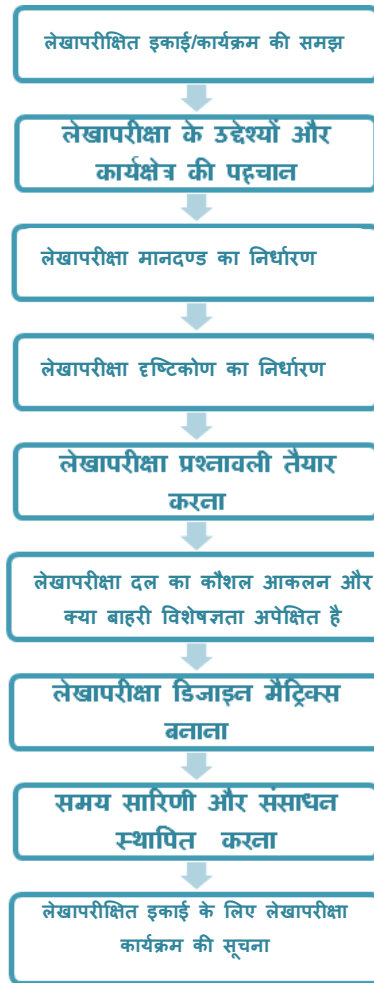 लेखापरीक्षित इकाई/कार्यक्रम की समझ
लेखापरीक्षा के उद्देश्यों और
कार्यक्षेत्र की पहचान
लेखापरीक्षा मानदण्ड का निर्धारण
लेखापरीक्षा दृष्टिकोण का निर्धारण
लेखापरीक्षा प्रश्नावली तैयार
करना
लेखापरीक्षा दल का कौशल आकलन और
क्या बाहरी विशेषज्ञता अपेक्षित है
लेखापरीक्षा डिजाइन मैट्रिक्स
बनाना
समय सारिणी और संसाधन
स्थापित करना
लेखापरीक्षित इकाई के लिए लेखापरीक्षा
कार्यक्रम की सूचना